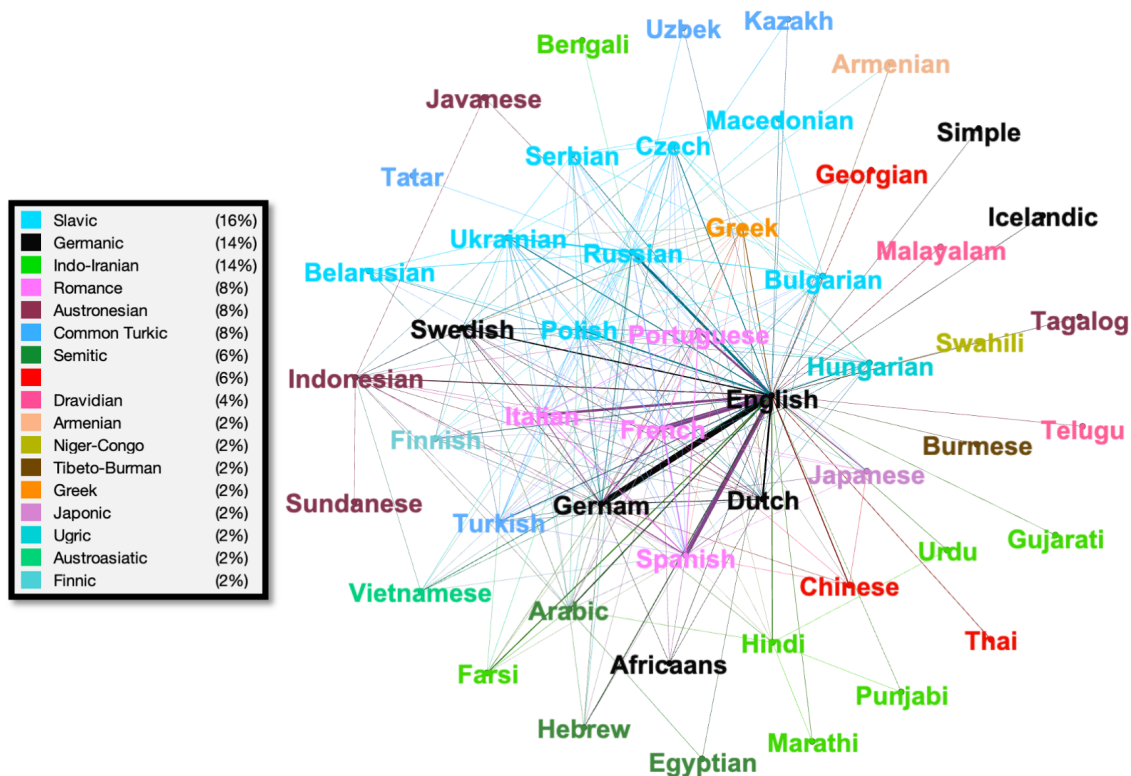 Slavic (16%)
Germanic (14%)
Indo-Iranian (14%)
Romance (8%)
Austronesian (8%)
Common Turkic (8%)
Semitic (6%)
(6%)
Dravidian (4%)
Armenian (2%)
Niger-Congo (2%)
Tibeto-Burman (2%)
Greek (2%)
Japonic (2%)
Ugric (2%)
Austroasiatic (2%)
Finnic (2%)
Kazakh
Uzbek
Bengali
Armenian
Javanese
Macedonian
Simple
Czech
Serbian
Georgian
Tatar
Icelandic
Greek
Ukrainian
Russian
Malayalam
Belarusian
Bulgarian
Tagalog
Swedish
Polish
Portuguese
Swahili
Hungarian
Indonesian
English
Italian
French
Telugu
Finnish
Burmese
Japanese
Sundanese
Gernam
Dutch
Turkish
Gujarati
Urdu
Spanish
Chinese
Vietnamese
Arabic
Hindi
Thai
Africaans
Farsi
Punjabi
Hebrew
Marathi
Egyptian